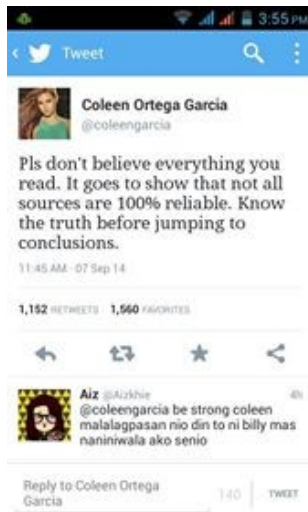 3:55 PM
Tweet
Coleen Ortega Garcia
@coleengarcia
Pls don't believe everything you
read. It goes to show that not all
sources are 100% reliable. Know
the truth before jumping to
conclusions.
11:45 AM · 07 Sep 14
1,152 RETWEETS 1,560 FAVORITES
Aiz @Aizkhie 4h
@coleengarcia be strong coleen
malalagpasan nio din to ni billy mas
naniniwala ako senio
Reply to Coleen Ortega
Garcia
140 TWEET